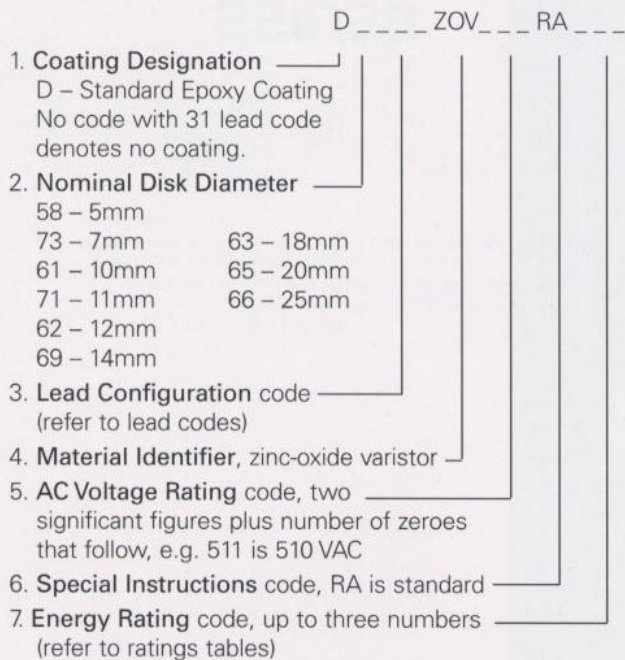 D _ _ _ _ ZOV_ _ _ RA _ _ _
1. Coating Designation
D – Standard Epoxy Coating
No code with 31 lead code
denotes no coating.
2. Nominal Disk Diameter
58 – 5mm
73 – 7mm 63 – 18mm
61 – 10mm 65 – 20mm
71 – 11mm 66 – 25mm
62 – 12mm
69 – 14mm
3. Lead Configuration code
(refer to lead codes)
4. Material Identifier, zinc-oxide varistor
5. AC Voltage Rating code, two
significant figures plus number of zeroes
that follow, e.g. 511 is 510 VAC
6. Special Instructions code, RA is standard
7. Energy Rating code, up to three numbers
(refer to ratings tables)